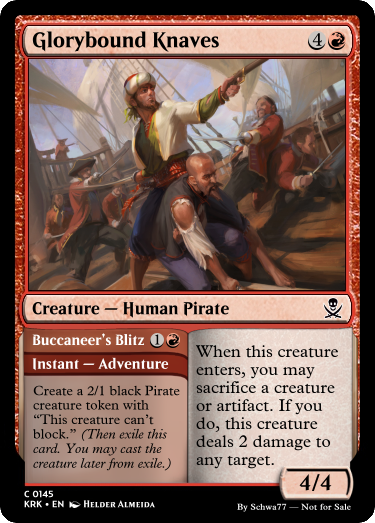 Glorybound Knaves 4
Creature — Human Pirate
Buccaneer's Blitz 1
Instant — Adventure
Create a 2/1 black Pirate
creature token with
“This creature can't
block.” (Then exile this
card. You may cast the
creature later from exile.)
When this creature
enters, you may
sacrifice a creature
or artifact. If you
do, this creature
deals 2 damage to
any target.
4/4
C 0145
KRK • EN Helder Almeida
By Schwa77 — Not for Sale